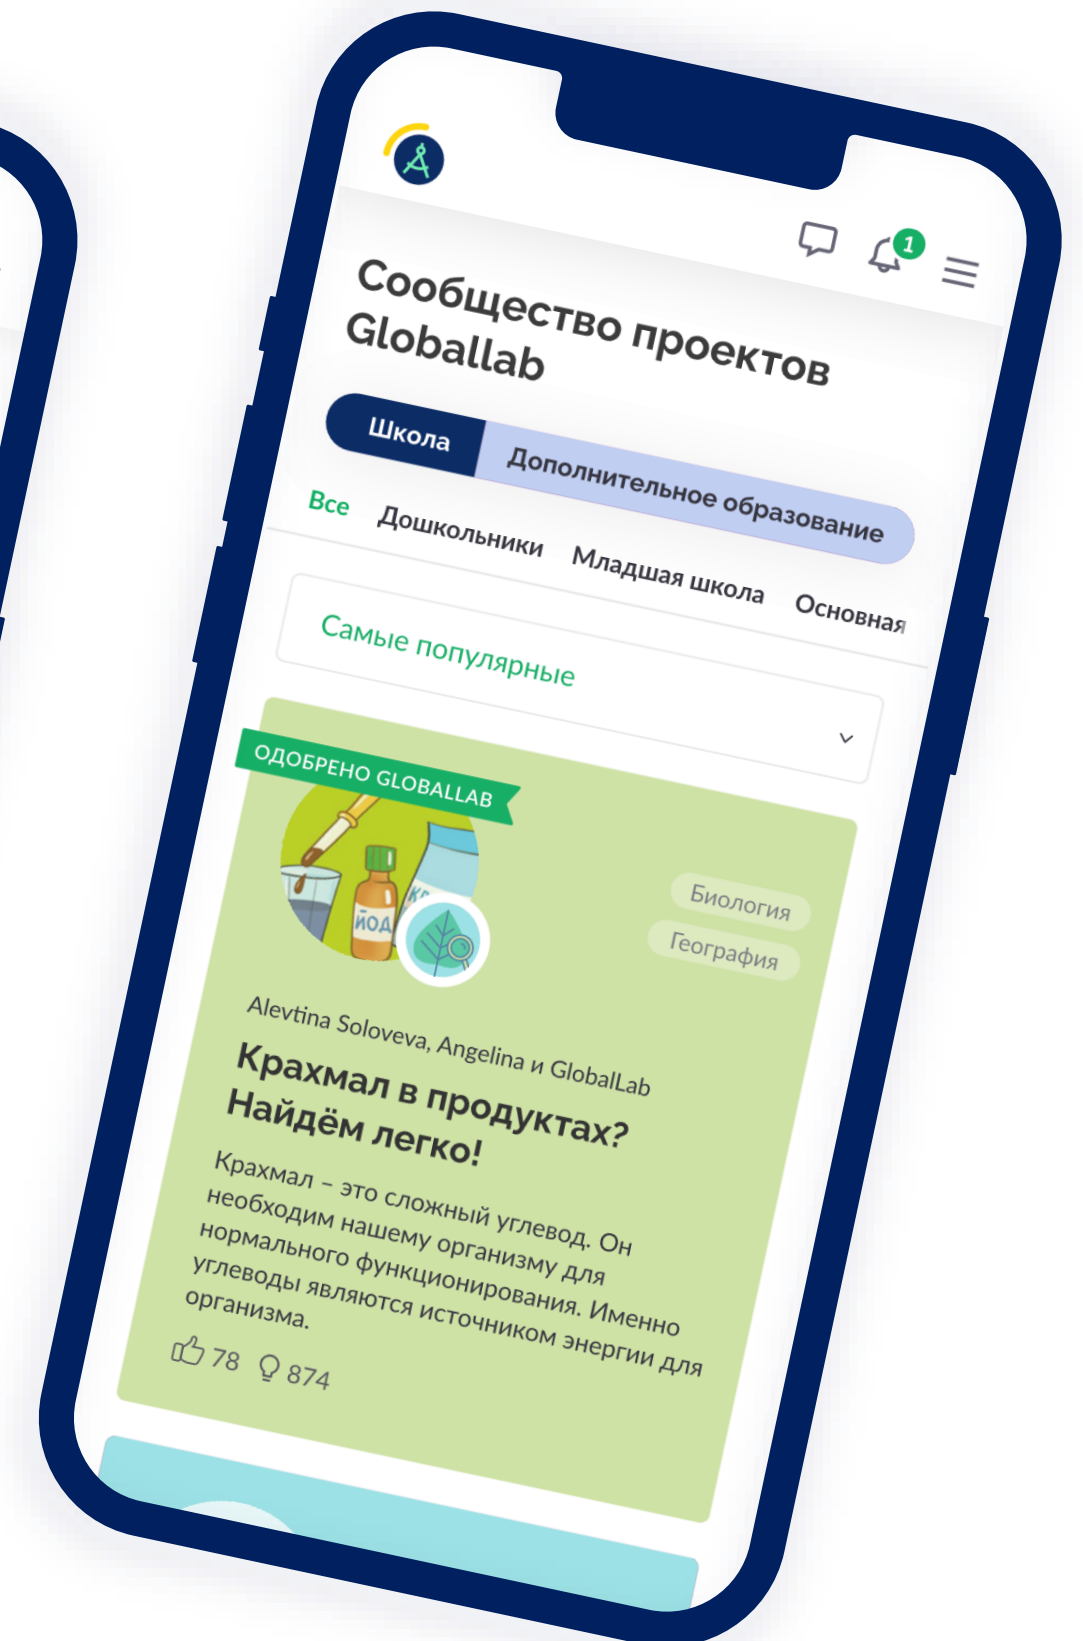 1
Сообщество проектов
Globallab
Школа
Дополнительное образование
Все Дошкольники Младшая школа Основная
Самые популярные
ОДОБРЕНО GLOBALLAB
ЙОД
Биология
География
Alevtina Soloveva, Angelina и GlobalLab
Крахмал в продуктах?
Найдём легко!
Крахмал – это сложный углевод. Он
необходим нашему организму для
нормального функционирования. Именно
углеводы являются источником энергии для
организма.
78 874